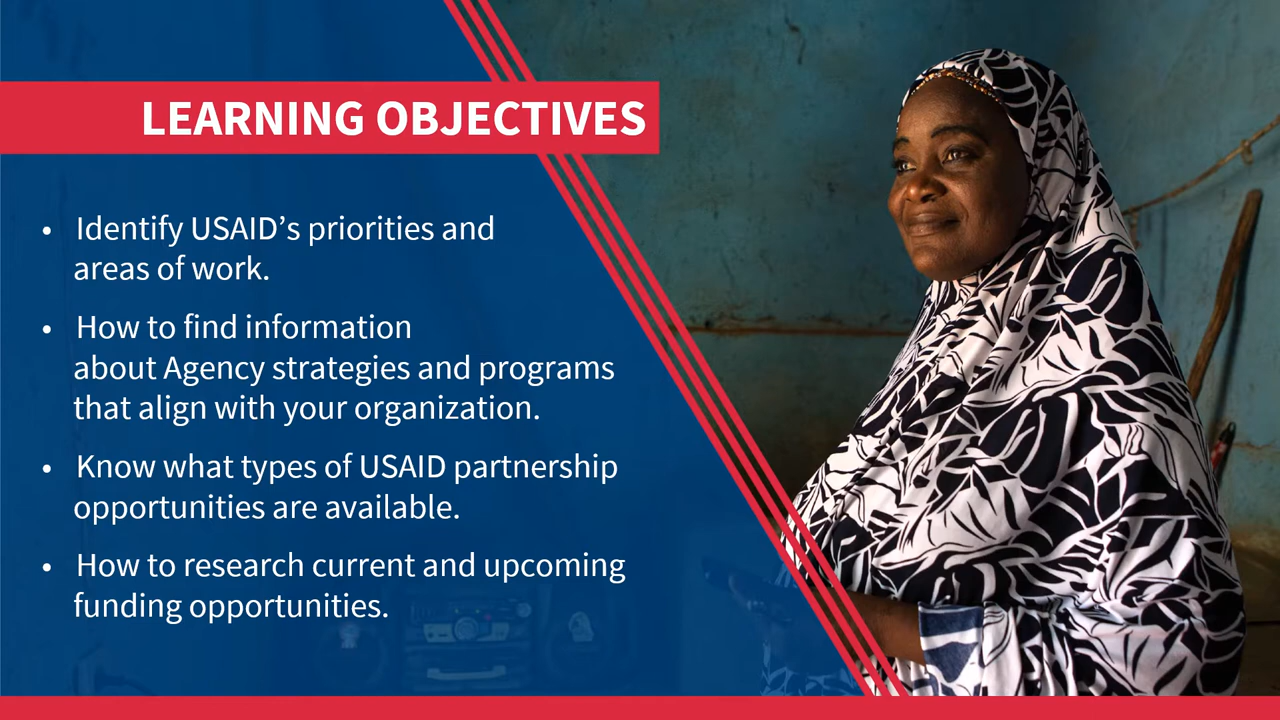 LEARNING OBJECTIVES
• Identify USAID’s priorities and
areas of work.
• How to find information
about Agency strategies and programs
that align with your organization.
• Know what types of USAID partnership
opportunities are available.
• How to research current and upcoming
funding opportunities.